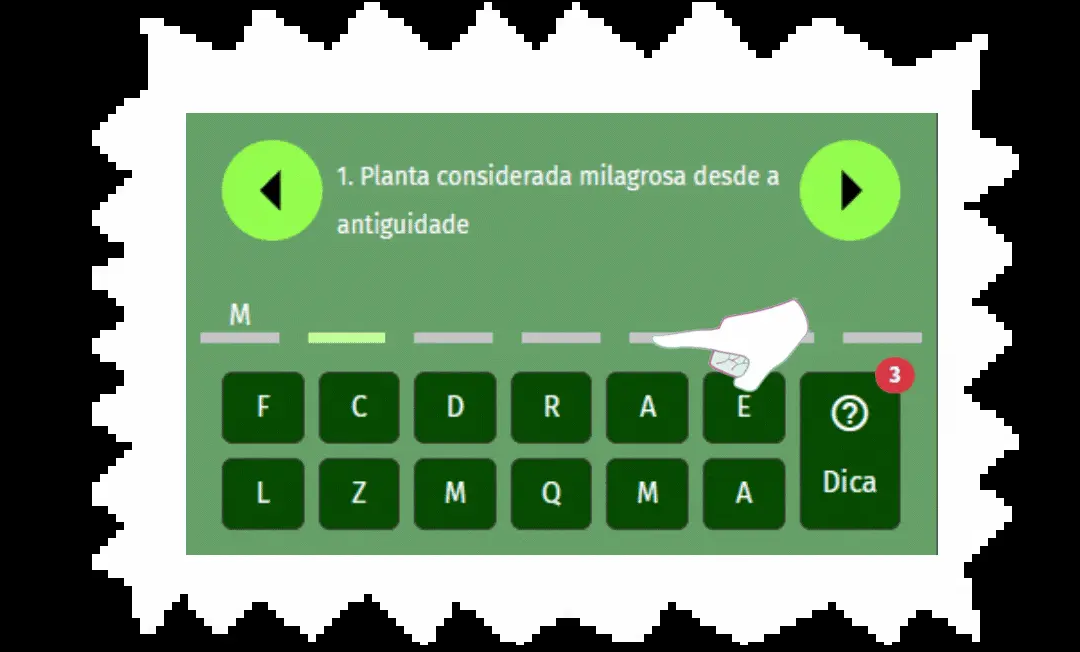 1. Planta considerada milagrosa desde a
antiguidade
M
3
F C D R A E
L Z M Q M A
Dica